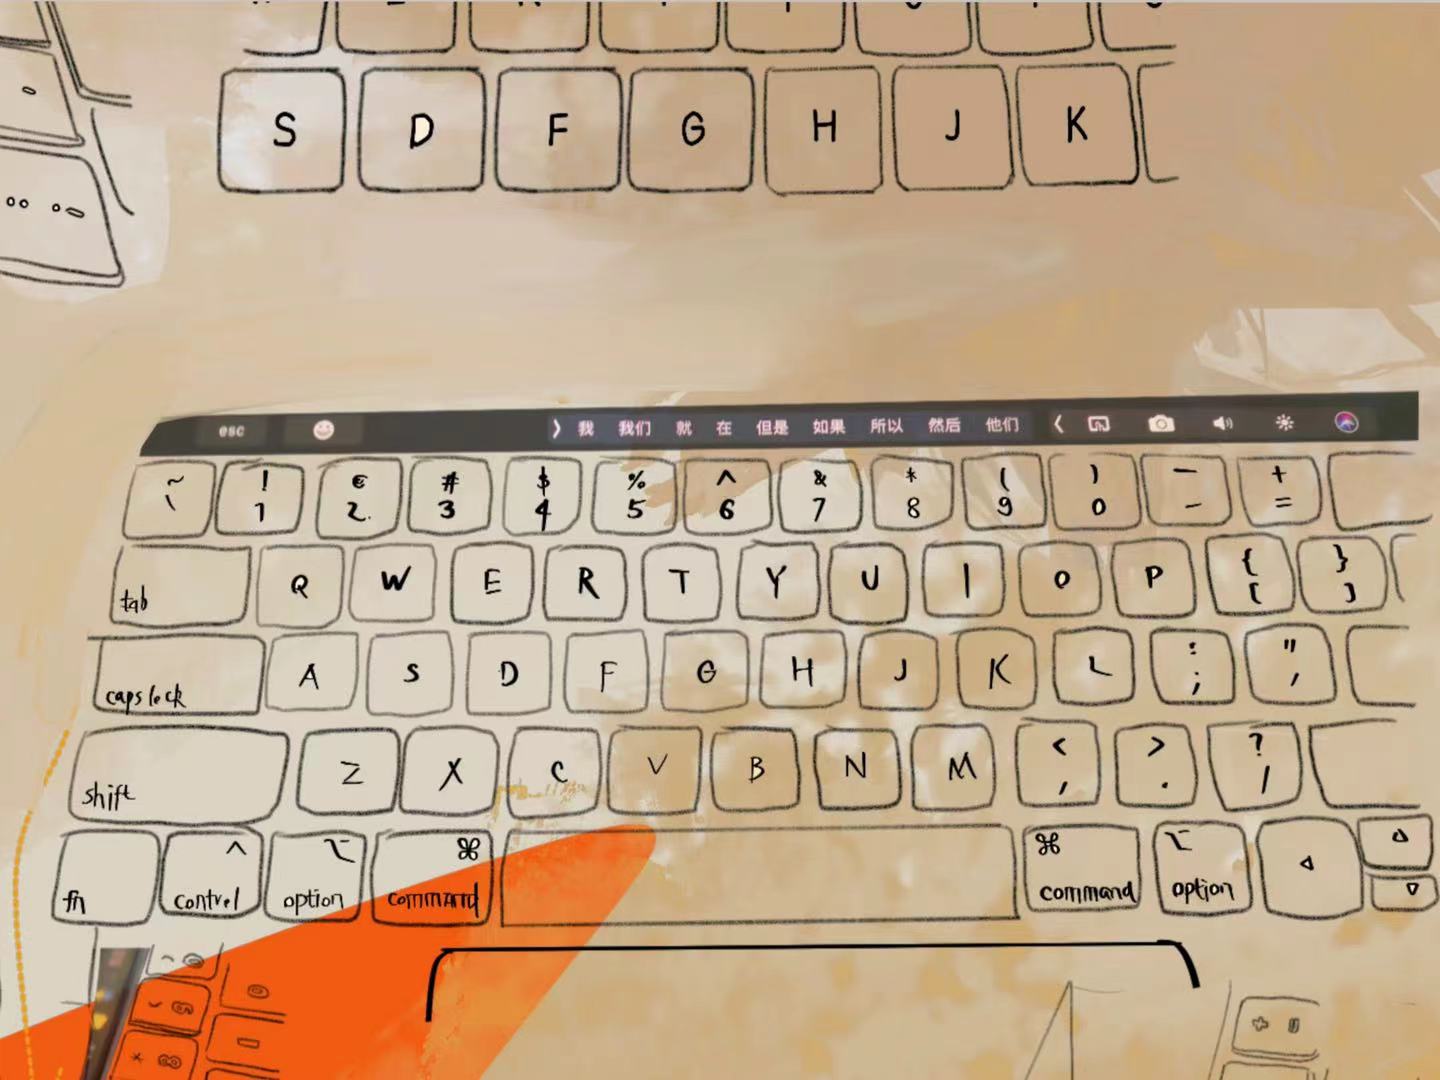 S D F G H J K
esc 我 我们 就 在 但是 如果 所以 然后 他们
~ ! € # $ % ^ & * ( ) — +
` 1 2 3 4 5 6 7 8 9 0 - =
Q W E R T Y U I O P { }
tab [ ]
A S D F G H J K L : "
caps lock ; '
Z X C V B N M < > ?
shift , . /
^ ⌥ ⌘ ⌘ ⌥
fn control option command command option